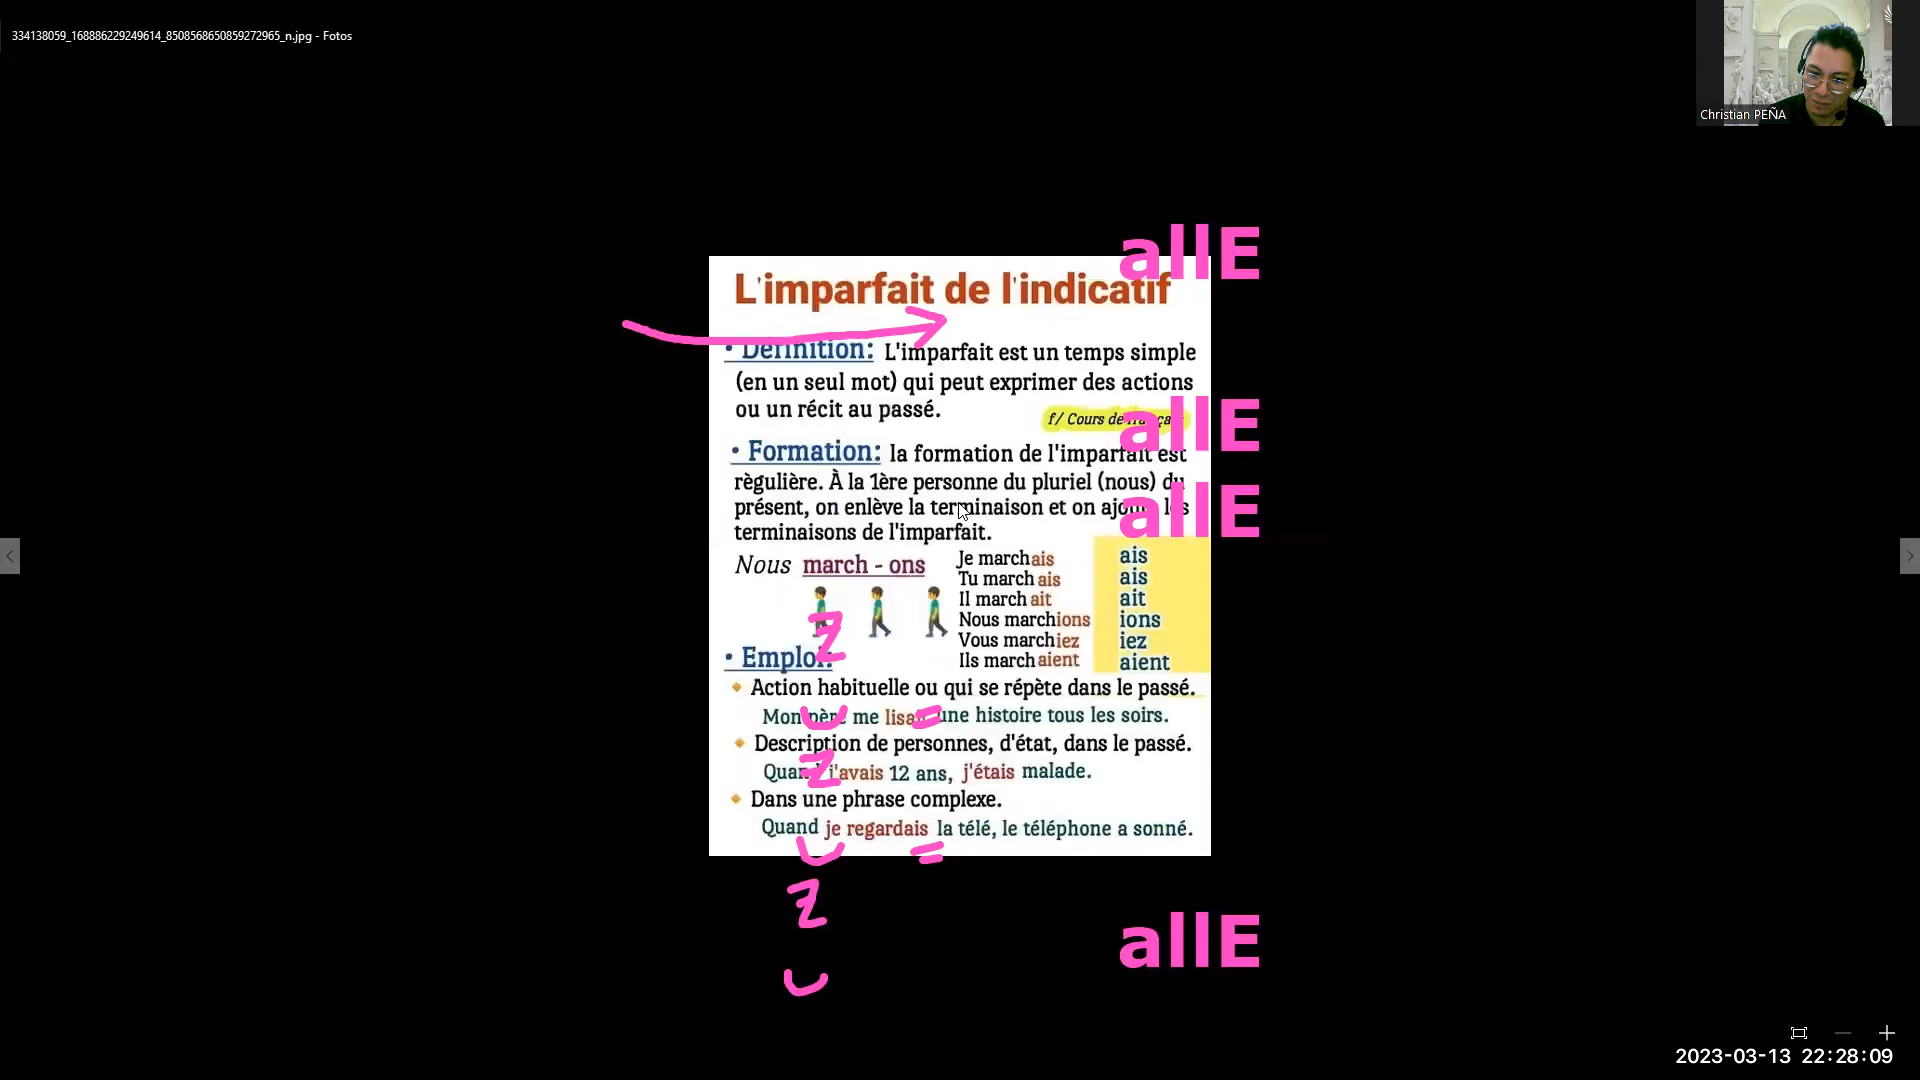 334138059_168886229249614_8508568650859272965_n.jpg - Fotos
Christian PEÑA
allE
L'imparfait de l'indicatif
• Définition: L'imparfait est un temps simple
(en un seul mot) qui peut exprimer des actions
ou un récit au passé.
f/ Cours de français
allE
• Formation: la formation de l'imparfait est
règulière. À la 1ère personne du pluriel (nous) du
présent, on enlève la terminaison et on ajoute les
allE
terminaisons de l'imparfait.
Nous march - ons
Je marchais
Tu march ais
Il march ait
Nous marchions
Vous marchiez
Ils marchaient
ais
ais
ait
ions
iez
aient
z
• Emploi:
◆ Action habituelle ou qui se répète dans le passé.
Mon père me lisait une histoire tous les soirs.
◆ Description de personnes, d'état, dans le passé.
z
Quand j'avais 12 ans, j'étais malade.
◆ Dans une phrase complexe.
Quand je regardais la télé, le téléphone a sonné.
z
allE
2023-03-13 22:28:09